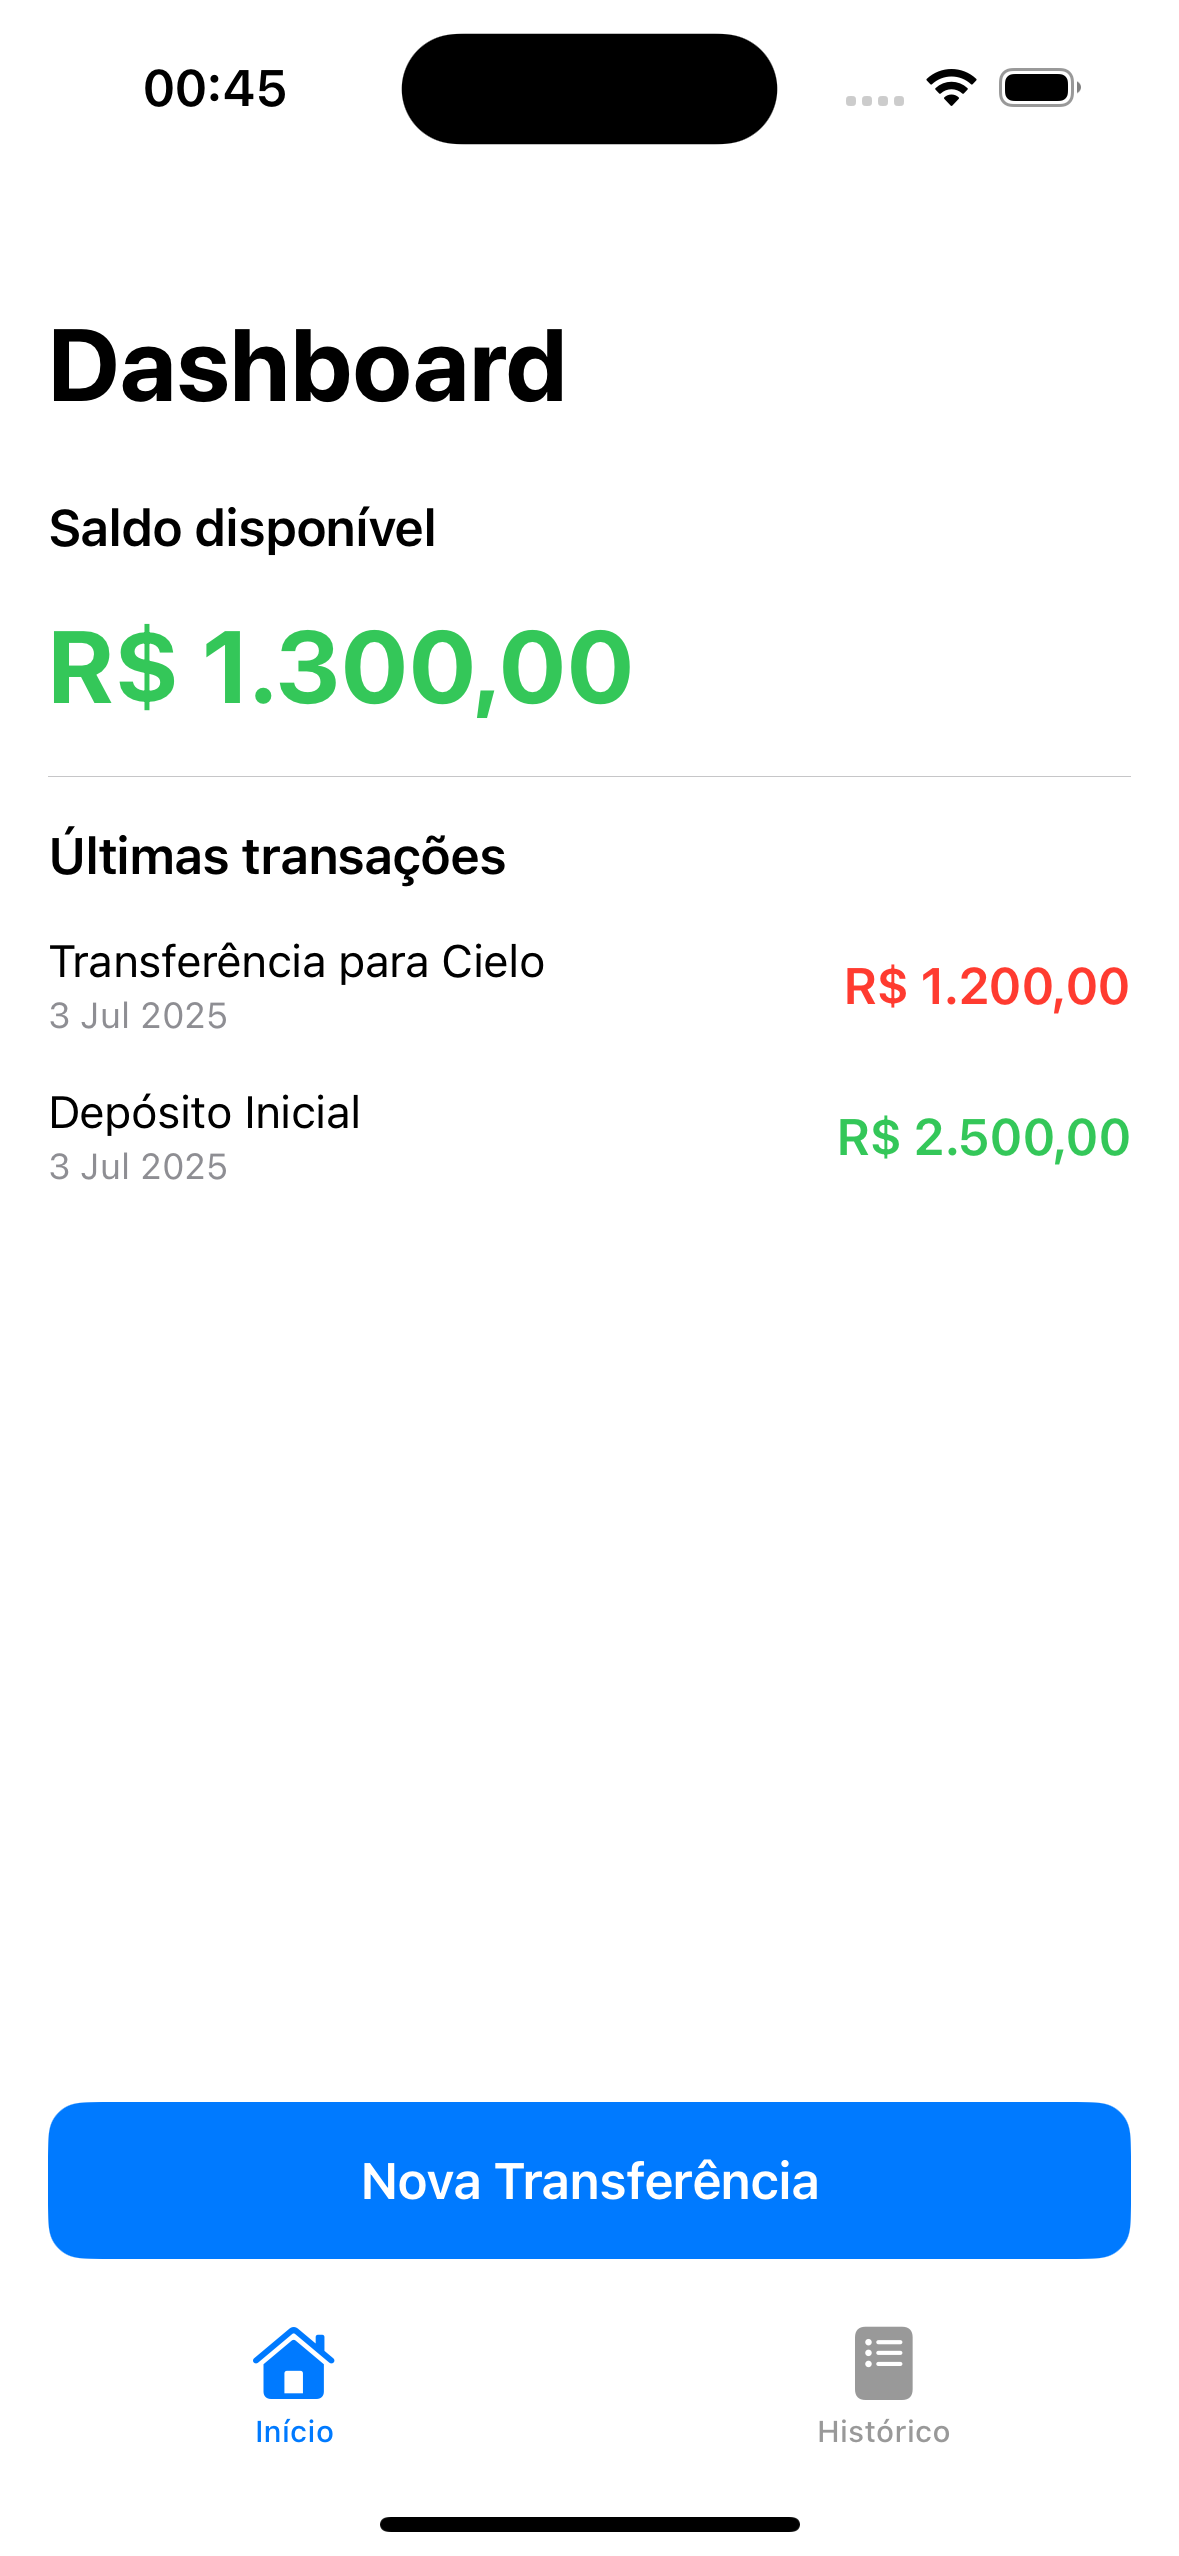 00:45
Dashboard
Saldo disponível
R$ 1.300,00
Últimas transações
Transferência para Cielo
3 Jul 2025
R$ 1.200,00
Depósito Inicial
3 Jul 2025
R$ 2.500,00
Nova Transferência
Início
Histórico